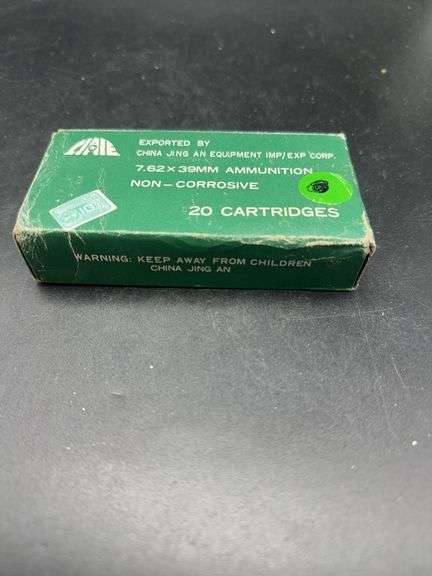 EXPORTED BY
CHINA JING AN EQUIPMENT IMP/EXP CORP.
7.62×39MM AMMUNITION
NON-CORROSIVE
20 CARTRIDGES
WARNING: KEEP AWAY FROM CHILDREN
CHINA JING AN